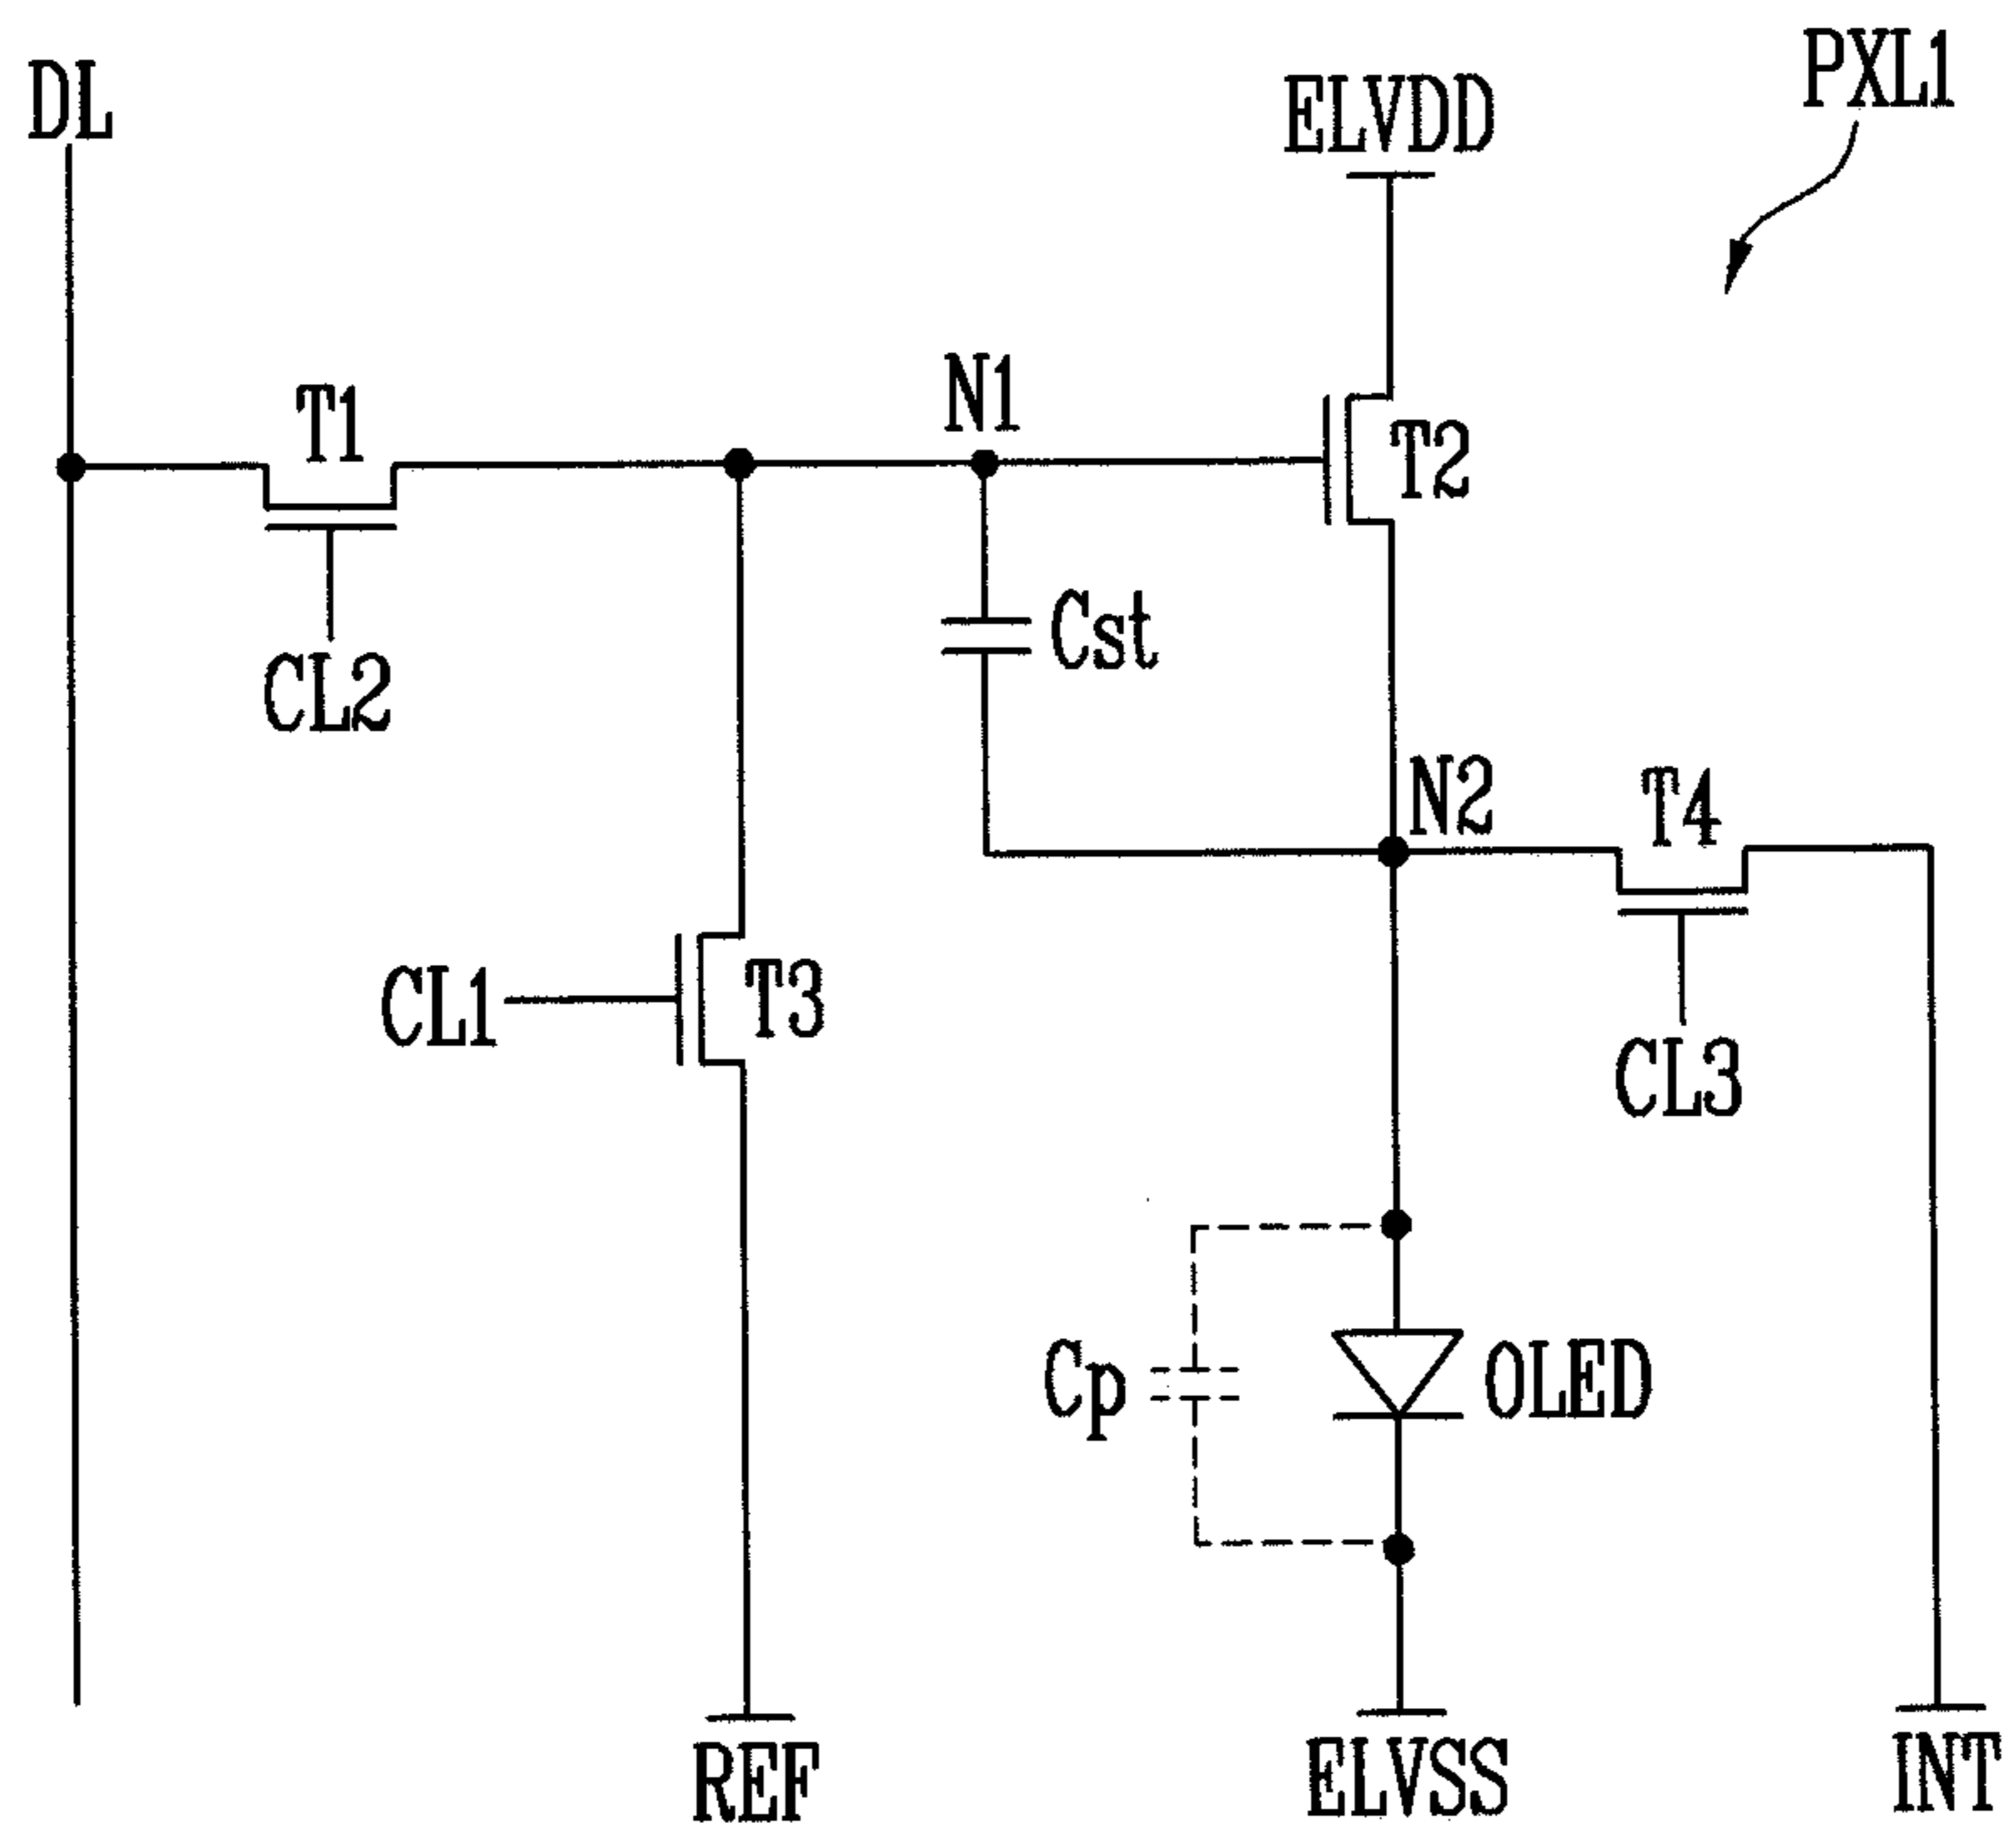 PXL1
DL
ELVDD
N1
T1
T2
Cst
CL2
N2
T4
CL1
T3
CL3
Cp
OLED
REF
ELVSS
INT